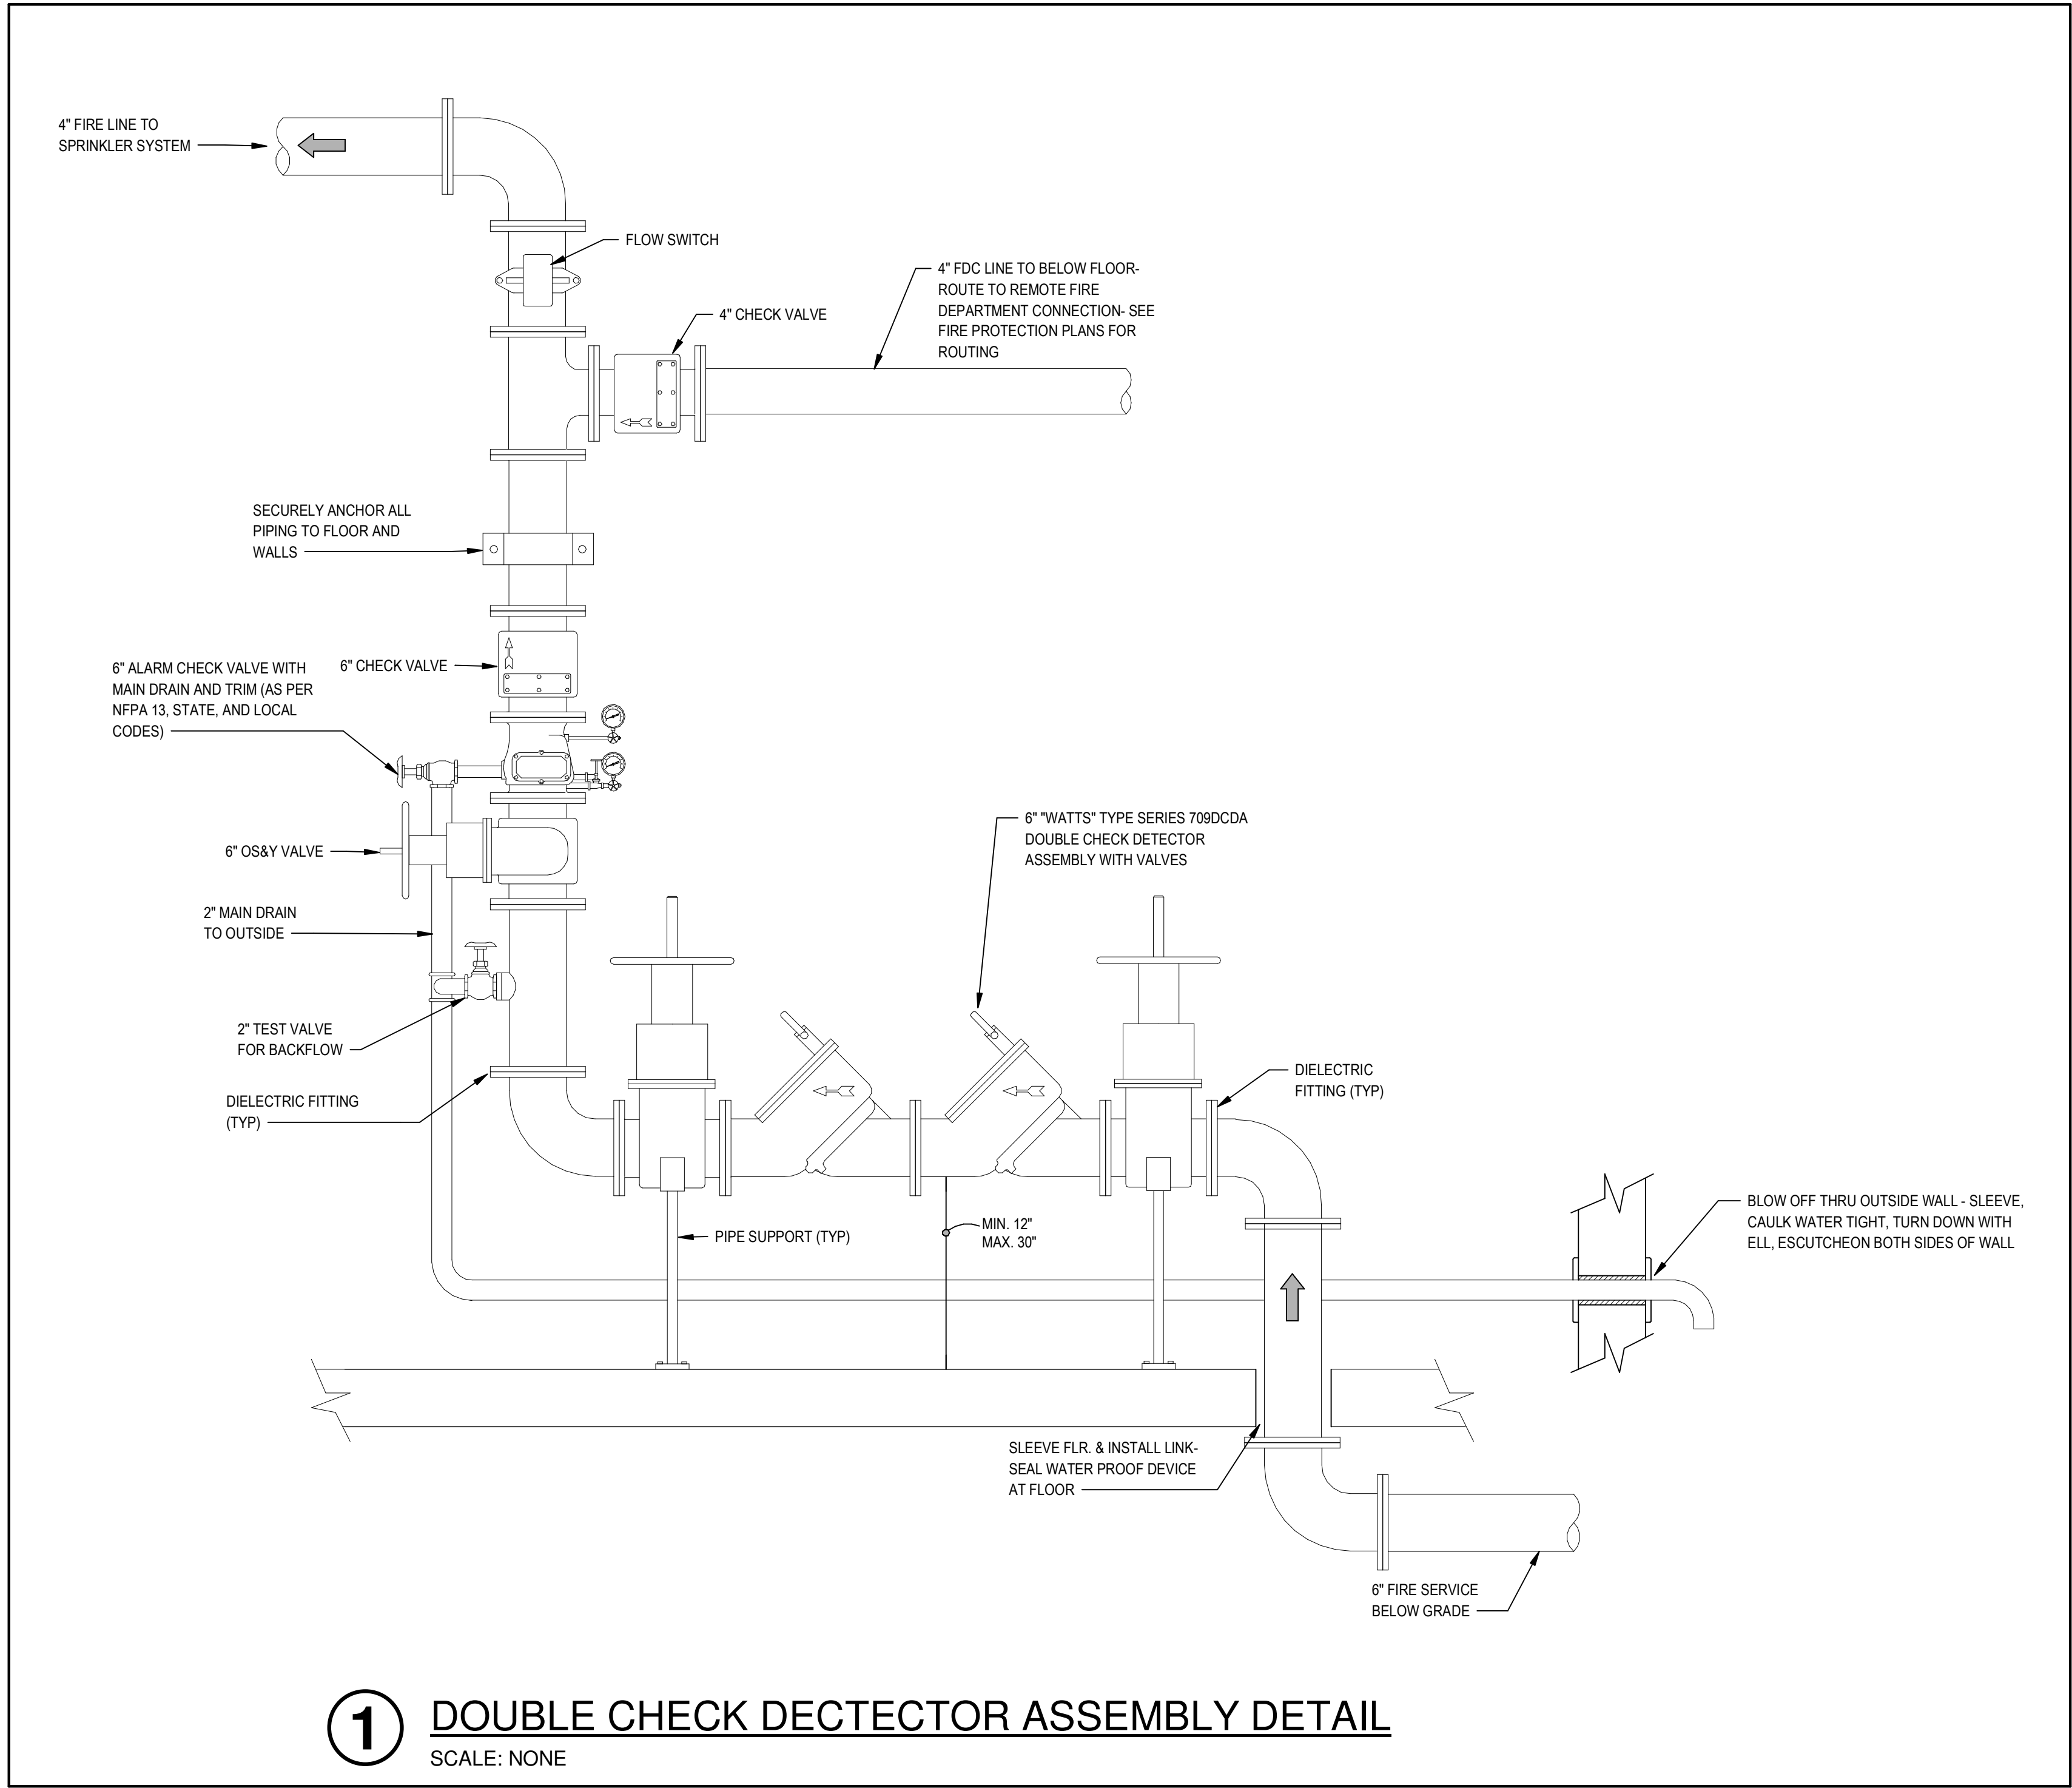 4" FIRE LINE TO
SPRINKLER SYSTEM
FLOW SWITCH
4" FDC LINE TO BELOW FLOOR-
ROUTE TO REMOTE FIRE
DEPARTMENT CONNECTION- SEE
FIRE PROTECTION PLANS FOR
ROUTING
4" CHECK VALVE
SECURELY ANCHOR ALL
PIPING TO FLOOR AND
WALLS
6" CHECK VALVE
6" ALARM CHECK VALVE WITH
MAIN DRAIN AND TRIM (AS PER
NFPA 13, STATE, AND LOCAL
CODES)
6" OS&Y VALVE
6" "WATTS" TYPE SERIES 709DCDA
DOUBLE CHECK DETECTOR
ASSEMBLY WITH VALVES
2" MAIN DRAIN
TO OUTSIDE
2" TEST VALVE
FOR BACKFLOW
DIELECTRIC FITTING
(TYP)
DIELECTRIC
FITTING (TYP)
PIPE SUPPORT (TYP)
MIN. 12"
MAX. 30"
BLOW OFF THRU OUTSIDE WALL - SLEEVE,
CAULK WATER TIGHT, TURN DOWN WITH
ELL, ESCUTCHEON BOTH SIDES OF WALL
SLEEVE FLR. & INSTALL LINK-
SEAL WATER PROOF DEVICE
AT FLOOR
6" FIRE SERVICE
BELOW GRADE
1
DOUBLE CHECK DECTECTOR ASSEMBLY DETAIL
SCALE: NONE